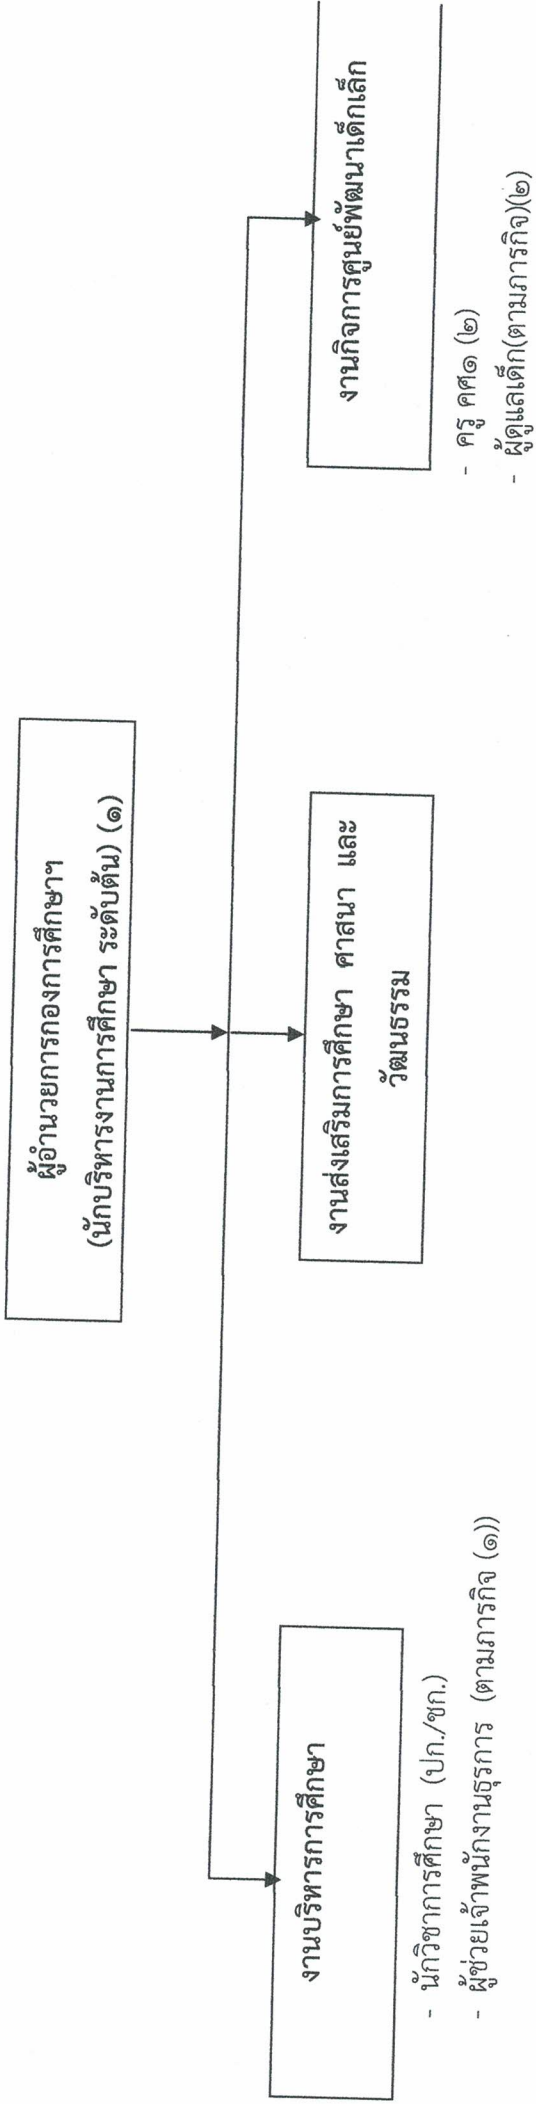 ผู้อำนวยการกองการศึกษาฯ
(นักบริหารงานการศึกษา ระดับต้น) (๑)
งานบริหารการศึกษา
- นักวิชาการศึกษา (ปก./ชก.)
- ผู้ช่วยเจ้าพนักงานธุรการ (ตามภารกิจ (๑))
งานส่งเสริมการศึกษา ศาสนา และ
วัฒนธรรม
งานกิจการศูนย์พัฒนาเด็กเล็ก
- ครู คศ๑ (๒)
- ผู้ดูแลเด็ก(ตามภารกิจ)(๒)